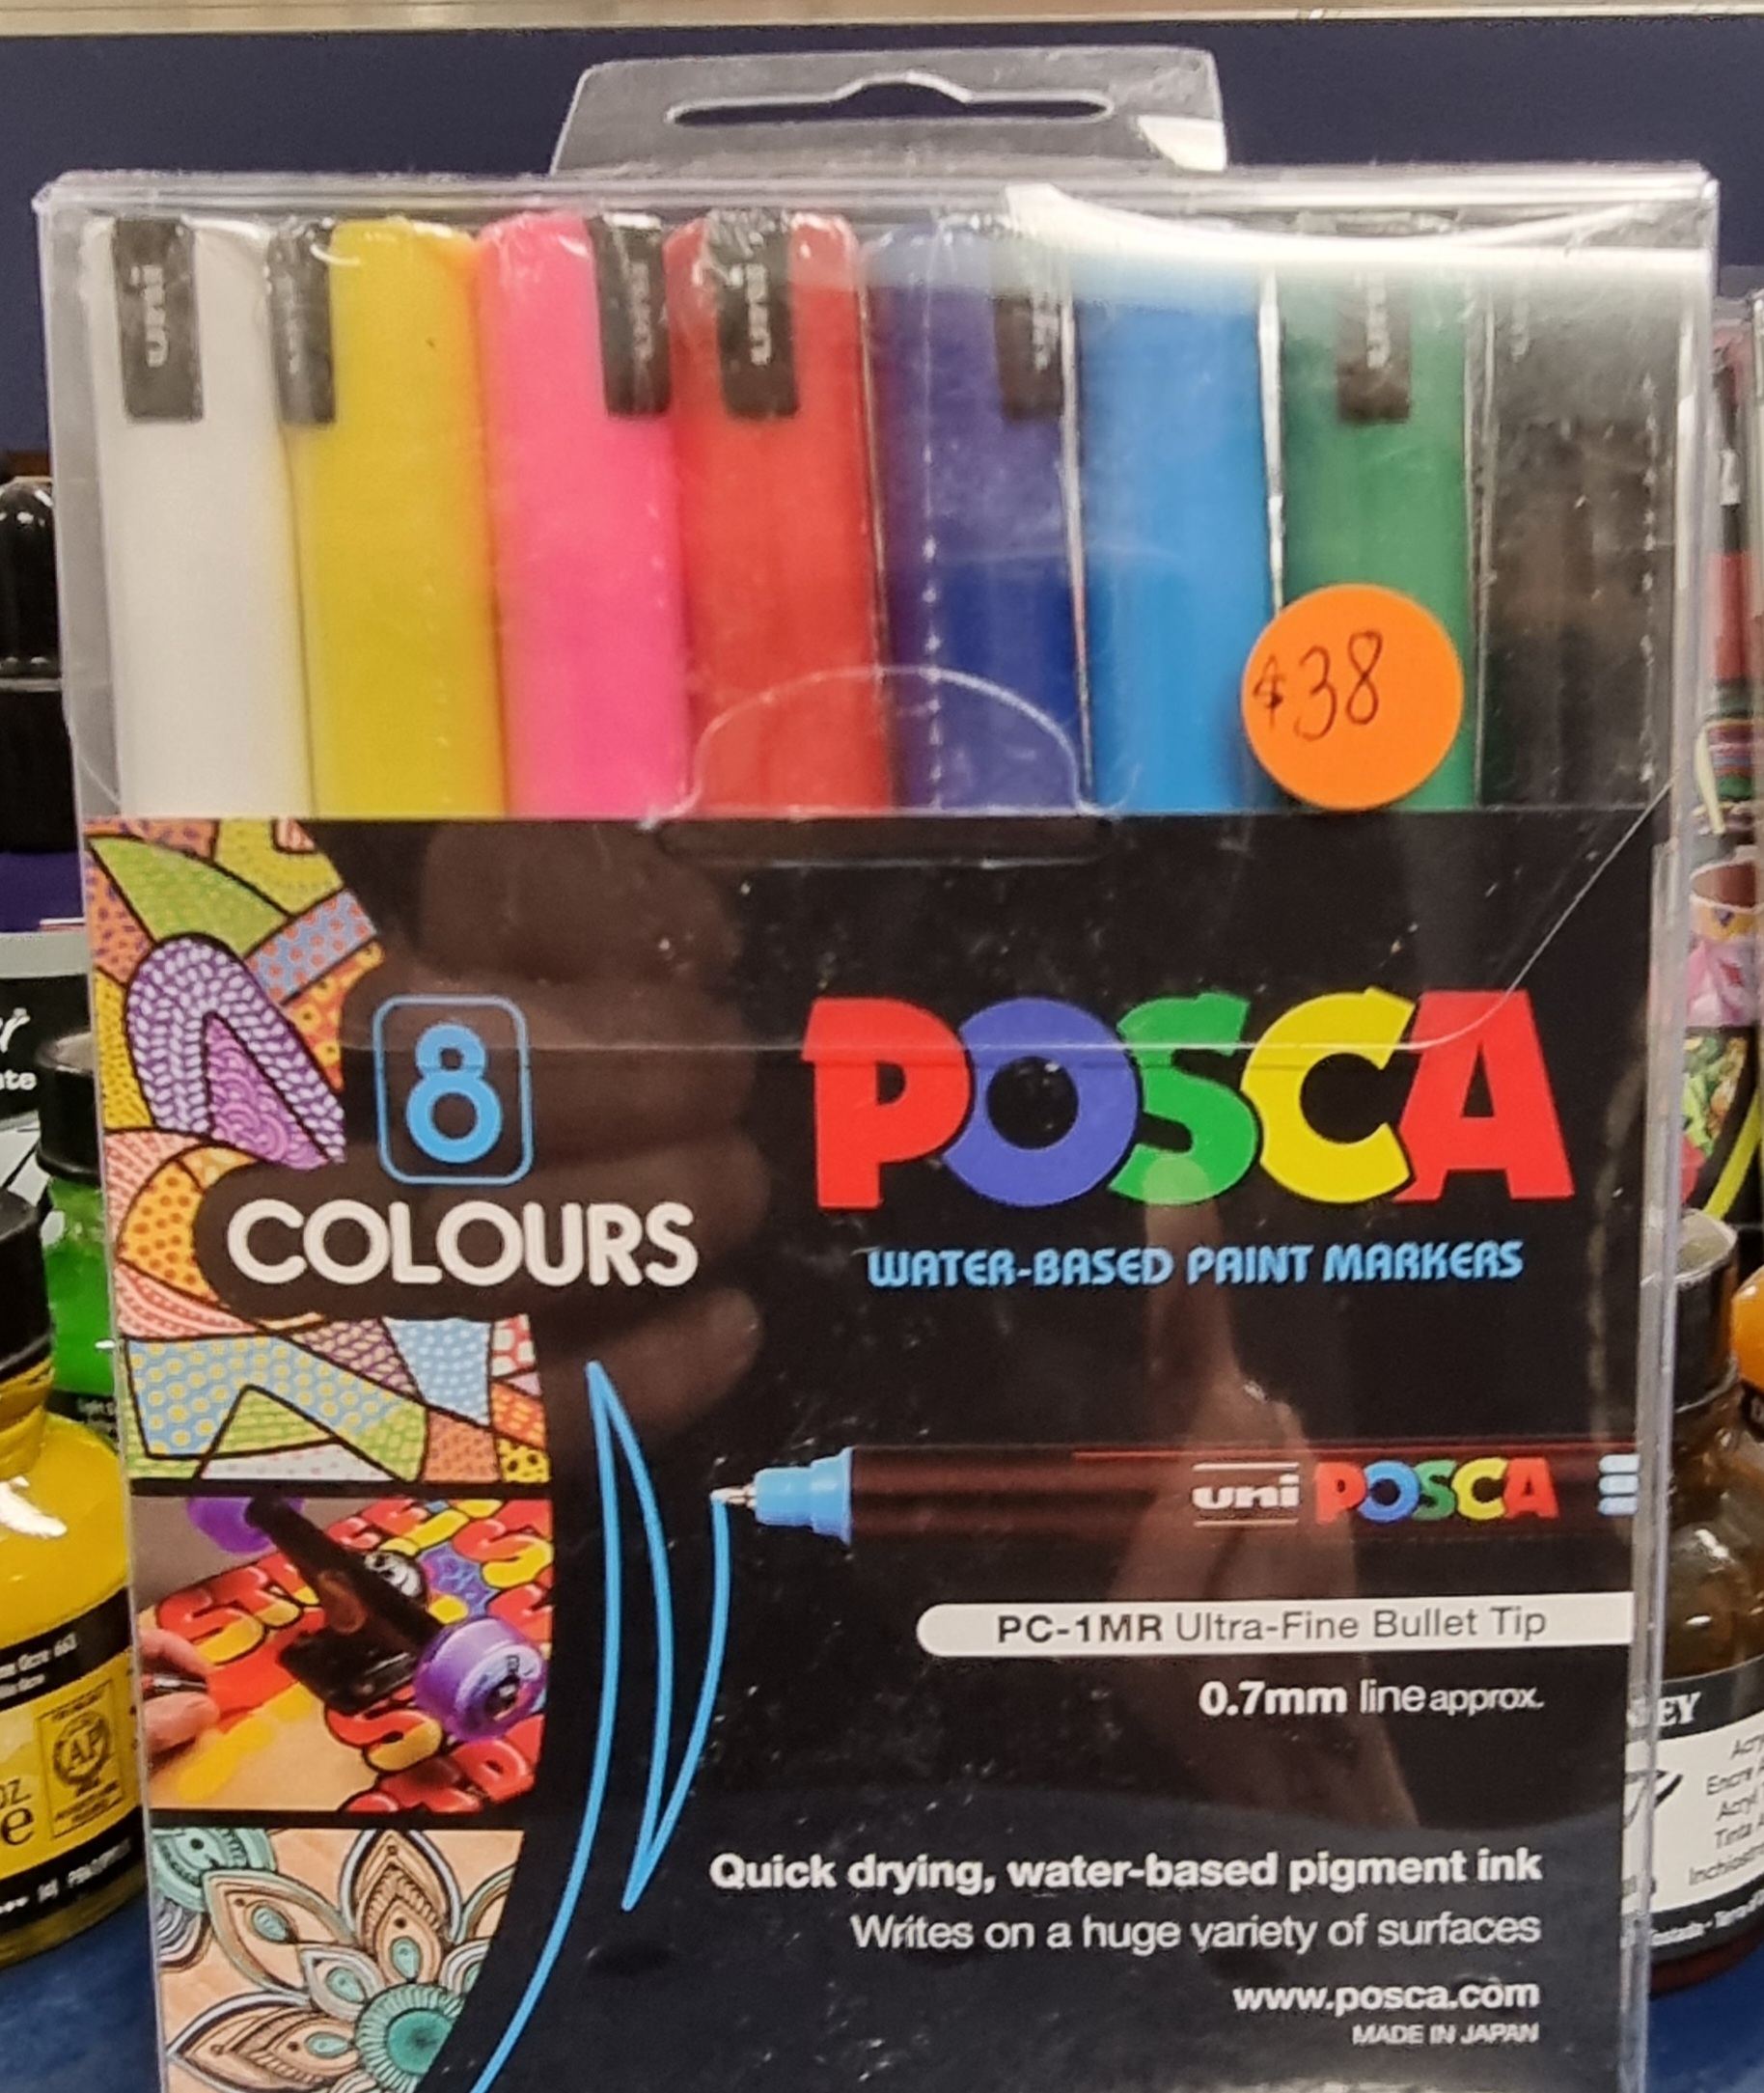 uni
uni
uni
uni
$38
8
COLOURS
POSCA
WATER-BASED PAINT MARKERS
uni POSCA
PC-1MR Ultra-Fine Bullet Tip
0.7mm line approx.
Quick drying, water-based pigment ink
Writes on a huge variety of surfaces
www.posca.com
MADE IN JAPAN
AP
EY